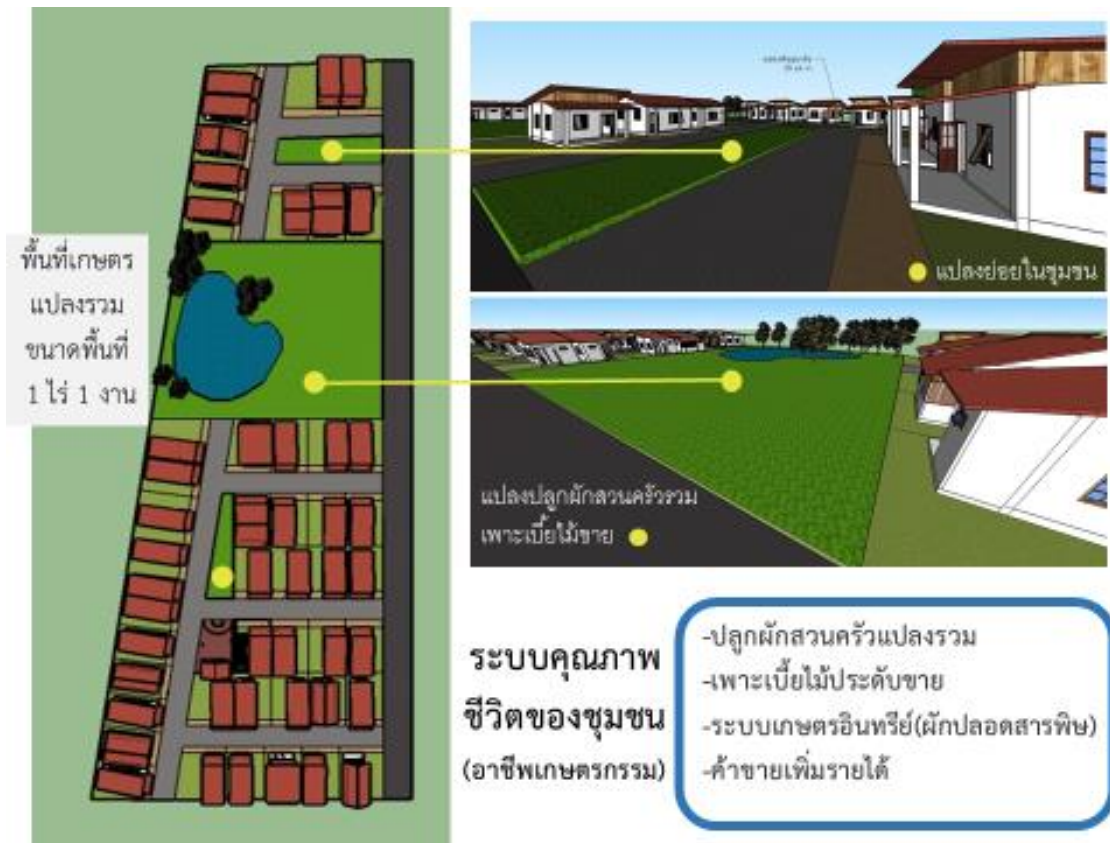 พื้นที่เกษตร
แปลงรวม
ขนาดพื้นที่
1 ไร่ 1 งาน
แปลงย่อยในชุมชน
แปลงปลูกผักสวนครัวรวม
เพาะเบี้ยไม้ขาย
ระบบคุณภาพ
ชีวิตของชุมชน
(อาชีพเกษตรกรรม)
-ปลูกผักสวนครัวแปลงรวม
-เพาะเบี้ยไม้ประดับขาย
-ระบบเกษตรอินทรีย์(ผักปลอดสารพิษ)
-ค้าขายเพิ่มรายได้